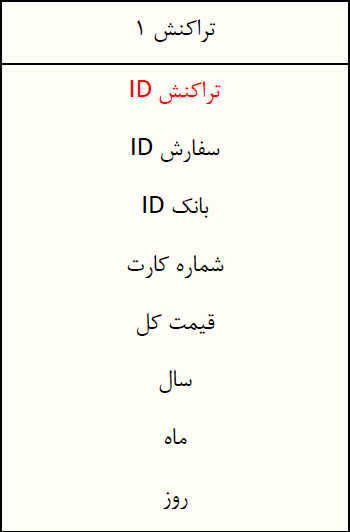 تراکنش ۱
تراکنش ID
سفارش ID
بانک ID
شماره کارت
قیمت کل
سال
ماه
روز